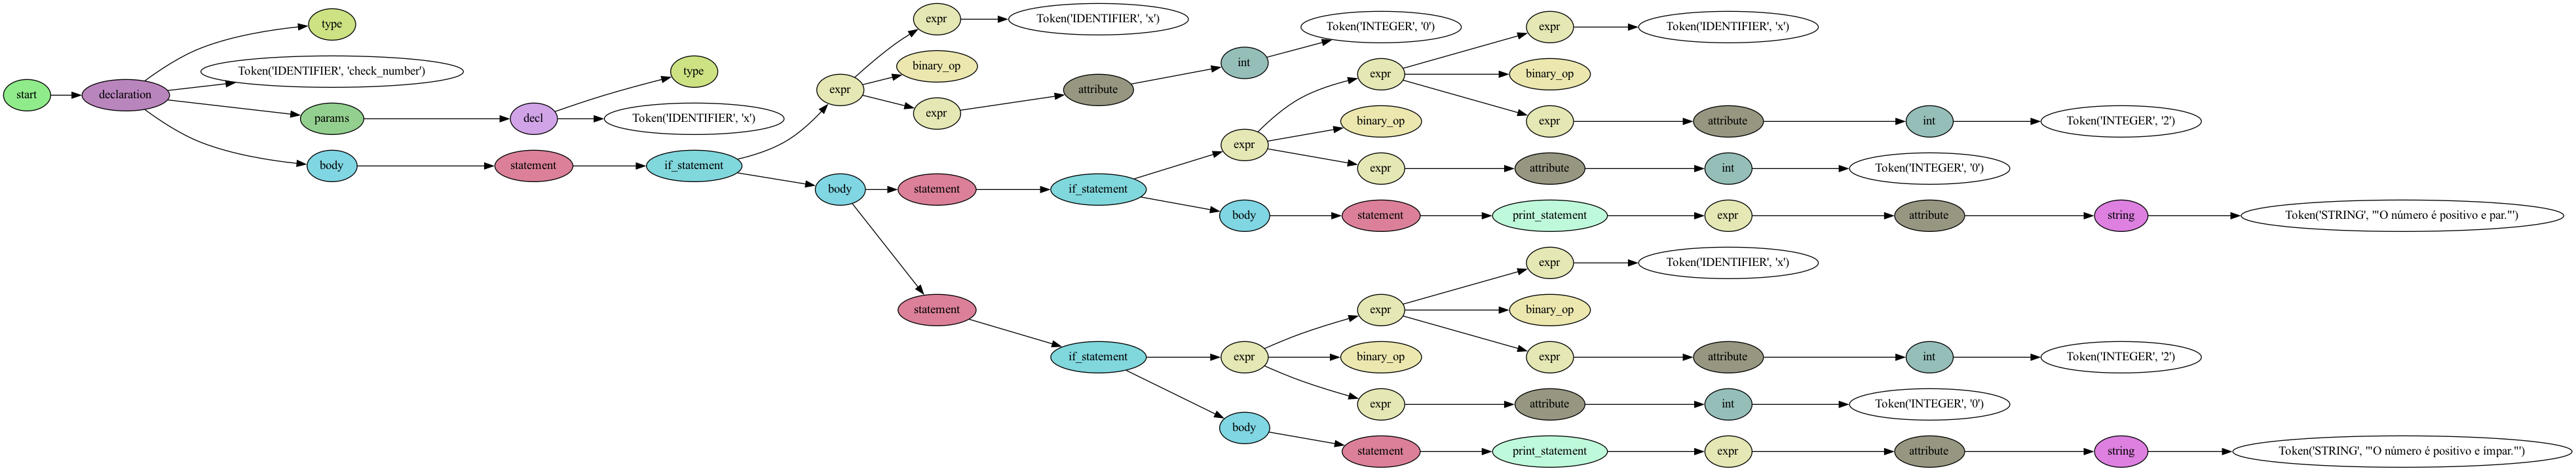 type
expr
Token('IDENTIFIER', 'x')
Token('INTEGER', '0')
expr
Token('IDENTIFIER', 'x')
Token('IDENTIFIER', 'check_number')
type
binary_op
int
expr
binary_op
start
declaration
expr
attribute
params
decl
Token('IDENTIFIER', 'x')
expr
binary_op
expr
attribute
int
Token('INTEGER', '2')
expr
body
statement
if_statement
expr
attribute
int
Token('INTEGER', '0')
body
statement
if_statement
body
statement
print_statement
expr
attribute
string
Token('STRING', '"O número é positivo e par."')
expr
Token('IDENTIFIER', 'x')
statement
expr
binary_op
if_statement
expr
binary_op
expr
attribute
int
Token('INTEGER', '2')
expr
attribute
int
Token('INTEGER', '0')
body
statement
print_statement
expr
attribute
string
Token('STRING', '"O número é positivo e ímpar."')